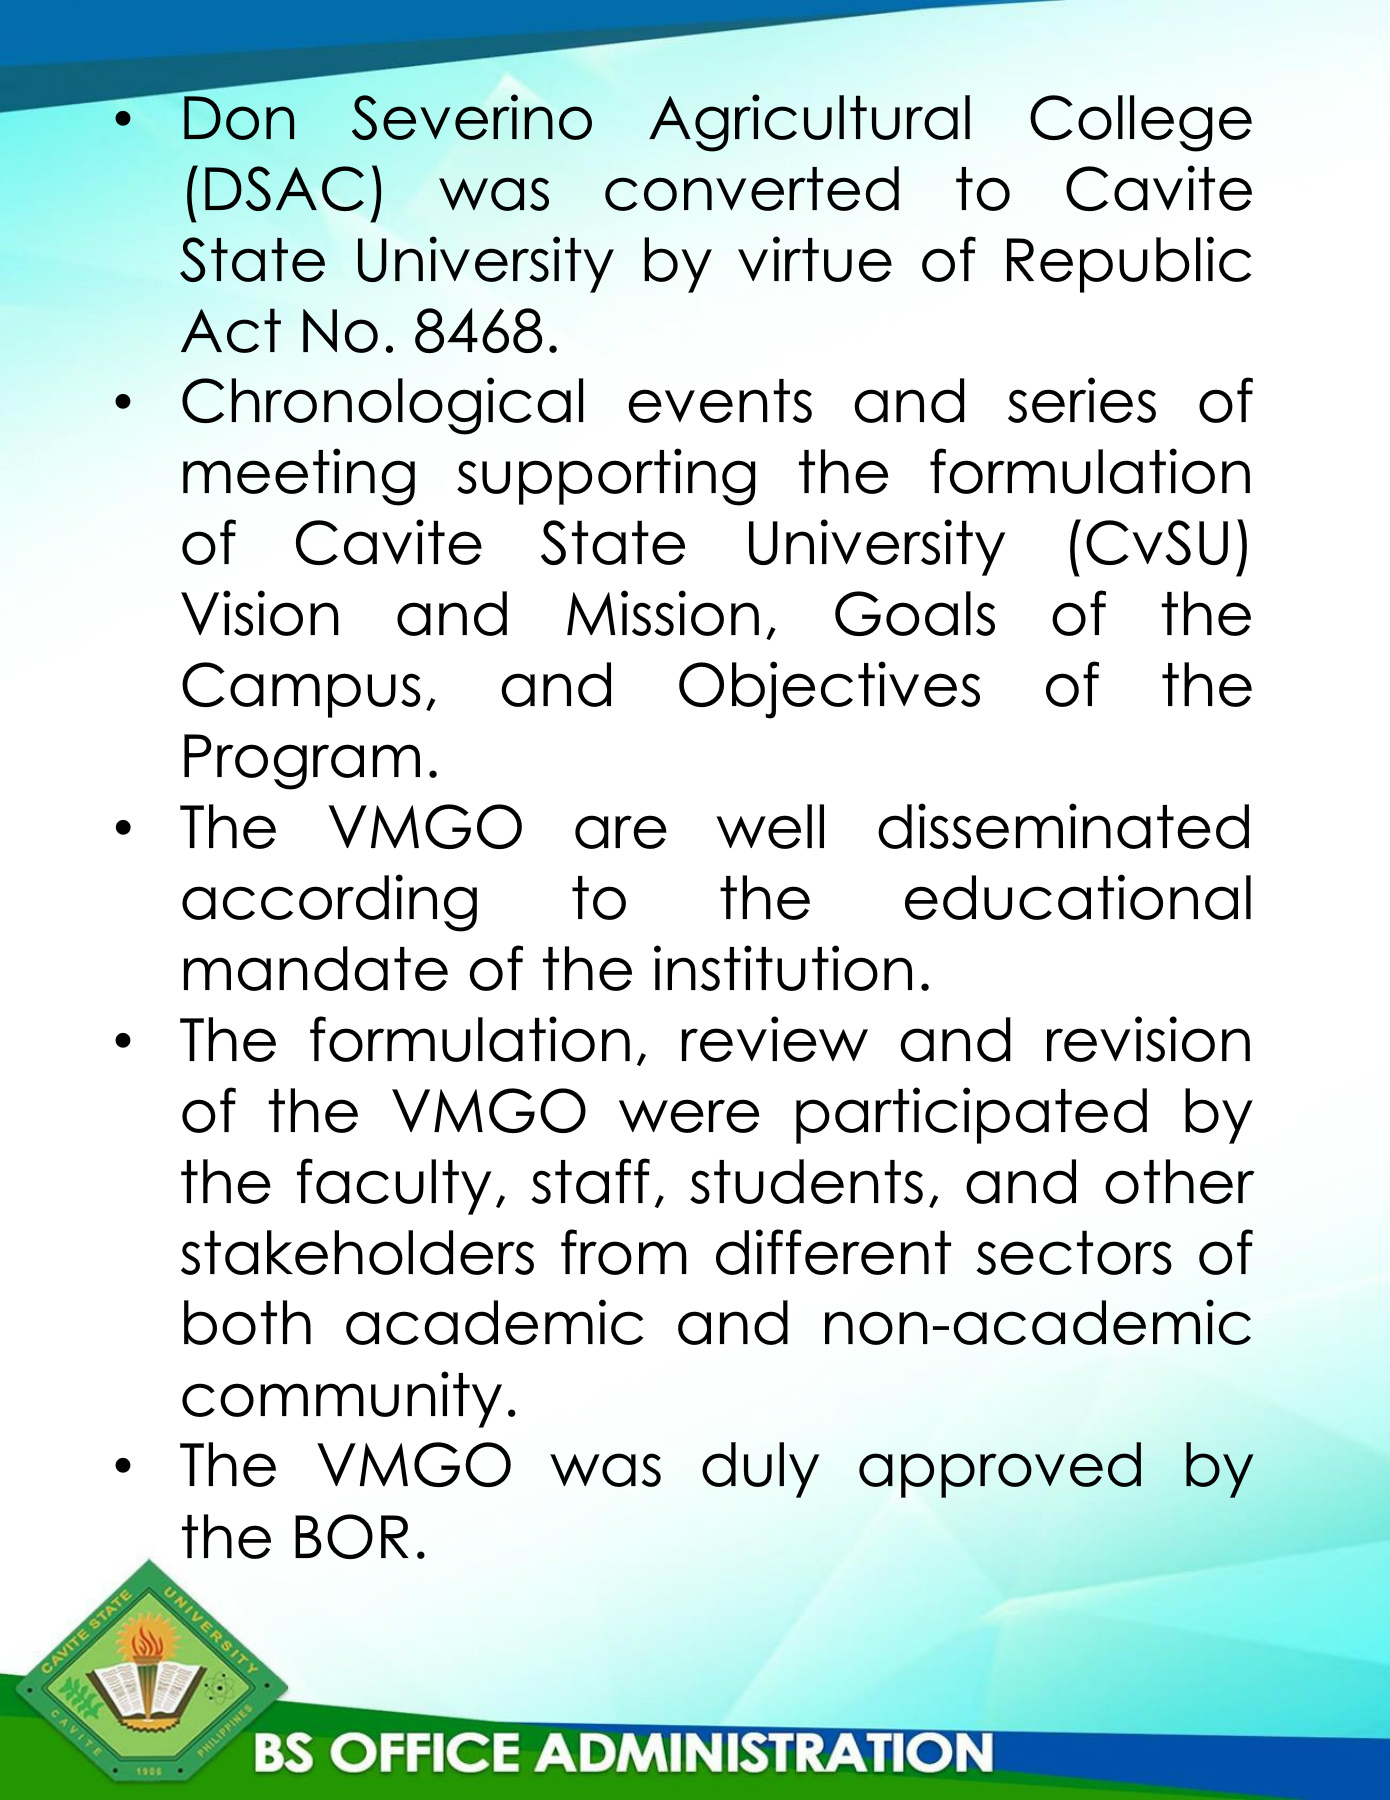 • Don Severino Agricultural College
(DSAC) was converted to Cavite
State University by virtue of Republic
Act No. 8468.
• Chronological events and series of
meeting supporting the formulation
of Cavite State University (CvSU)
Vision and Mission, Goals of the
Campus, and Objectives of the
Program.
• The VMGO are well disseminated
according to the educational
mandate of the institution.
• The formulation, review and revision
of the VMGO were participated by
the faculty, staff, students, and other
stakeholders from different sectors of
both academic and non-academic
community.
• The VMGO was duly approved by
the BOR.
CAVITE STATE UNIVERSITY
CAVITE
PHILIPPINES
1906
BS OFFICE ADMINISTRATION